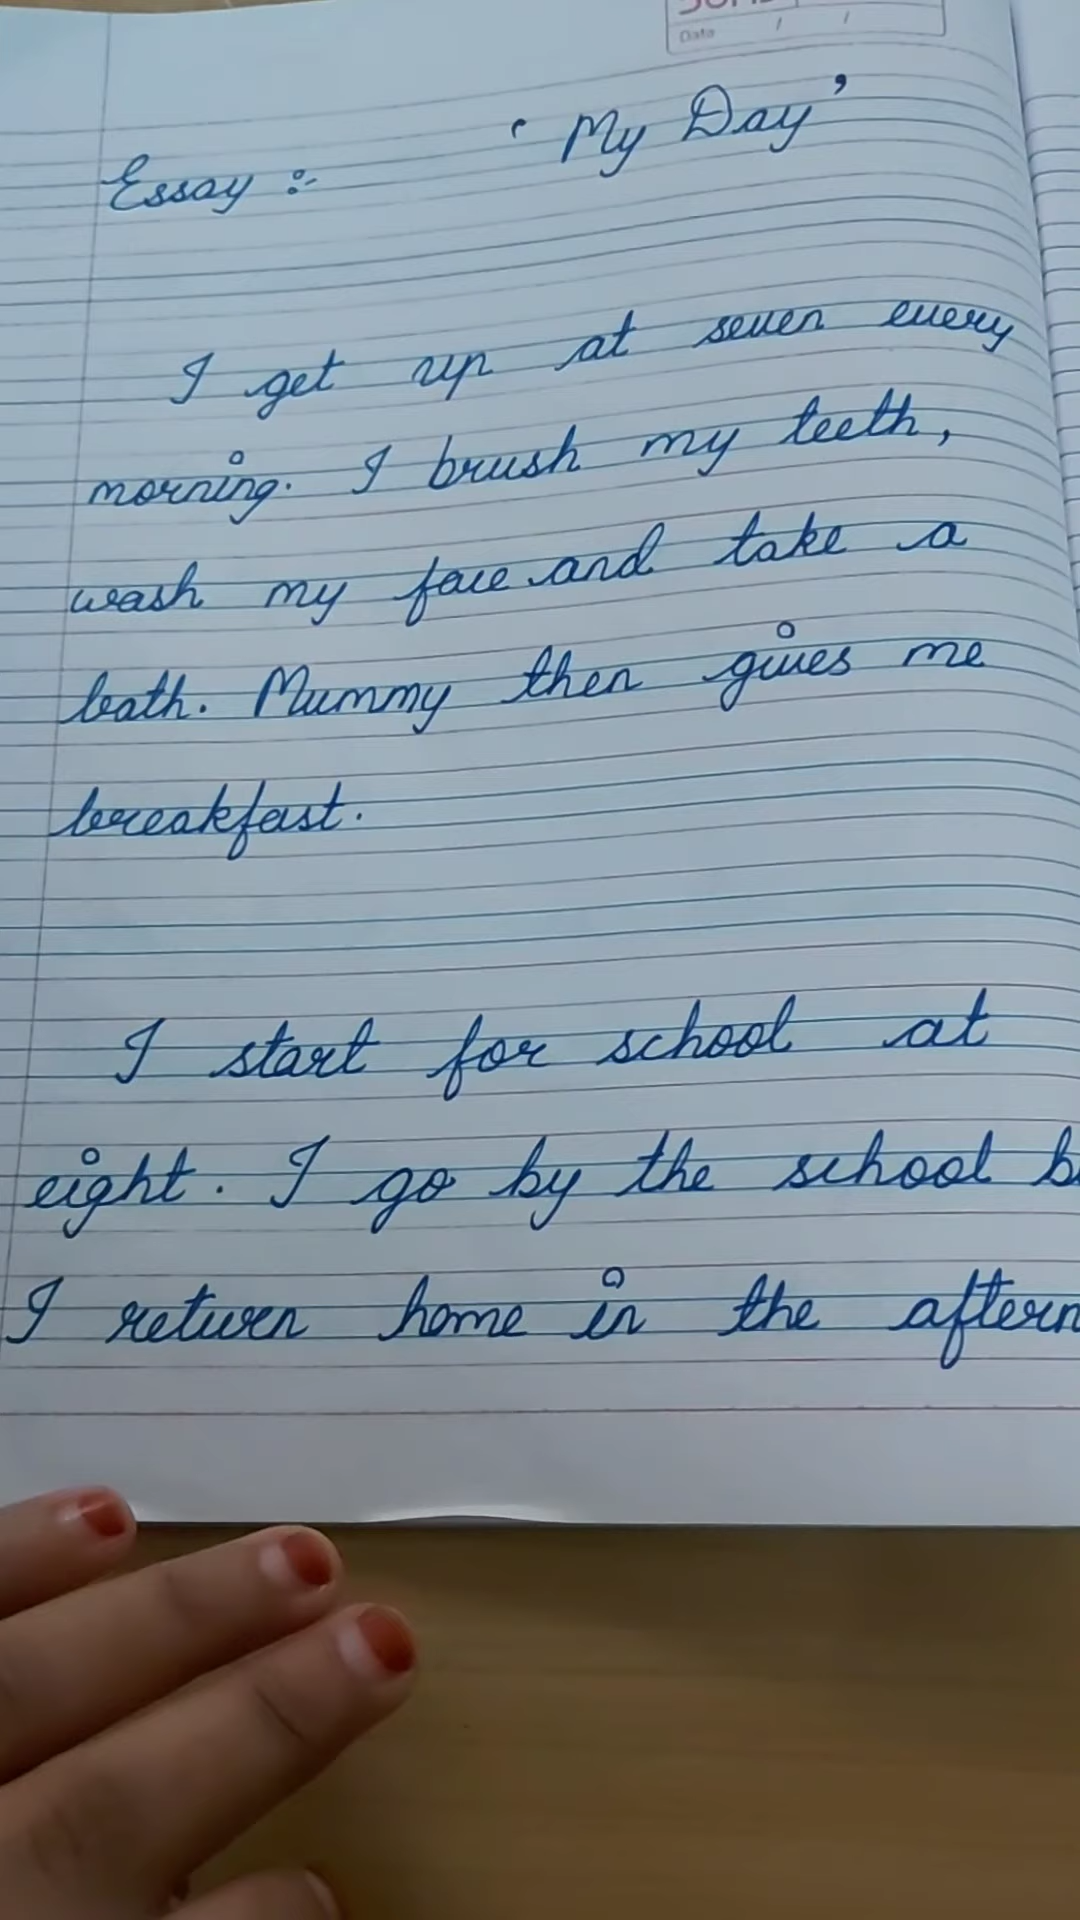 Date / /
Essay :- ' My Day '
I get up at seven every
morning. I brush my teeth,
wash my face and take a
bath. Mummy then gives me
breakfast.
I start for school at
eight. I go by the school
I return home in the